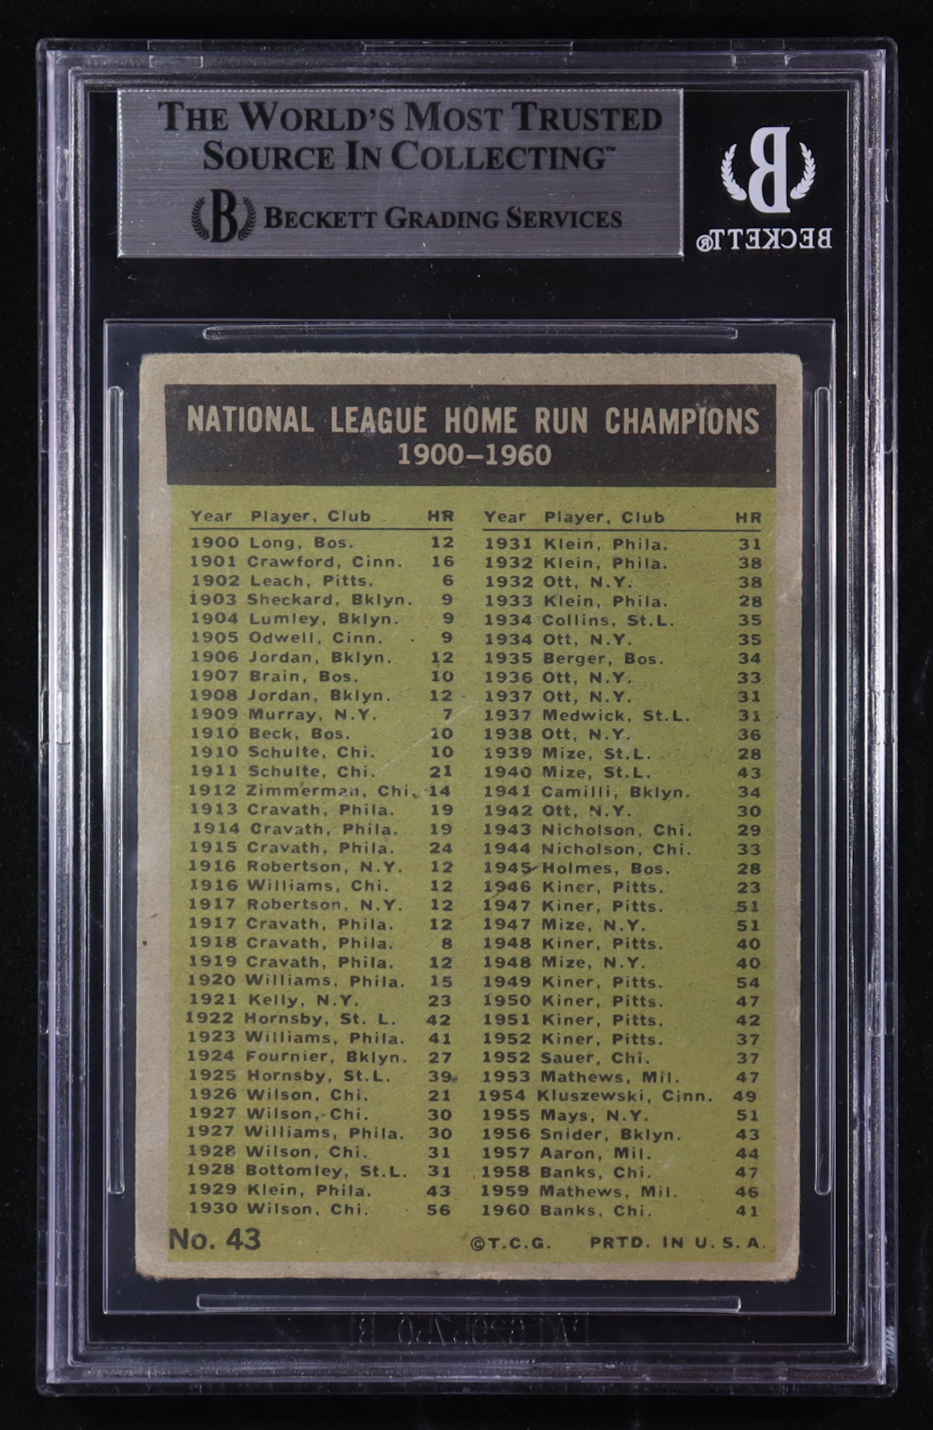 THE WORLD'S MOST TRUSTED
SOURCE IN COLLECTING™
B BECKETT GRADING SERVICES
B
BECKETT®
NATIONAL LEAGUE HOME RUN CHAMPIONS
1900–1960
Year Player, Club HR
1900 Long, Bos. 12
1901 Crawford, Cinn. 16
1902 Leach, Pitts. 6
1903 Sheckard, Bklyn. 9
1904 Lumley, Bklyn. 9
1905 Odwell, Cinn. 9
1906 Jordan, Bklyn. 12
1907 Brain, Bos. 10
1908 Jordan, Bklyn. 12
1909 Murray, N.Y. 7
1910 Beck, Bos. 10
1910 Schulte, Chi. 10
1911 Schulte, Chi. 21
1912 Zimmerman, Chi. 14
1913 Cravath, Phila. 19
1914 Cravath, Phila. 19
1915 Cravath, Phila. 24
1916 Robertson, N.Y. 12
1916 Williams, Chi. 12
1917 Robertson, N.Y. 12
1917 Cravath, Phila. 12
1918 Cravath, Phila. 8
1919 Cravath, Phila. 12
1920 Williams, Phila. 15
1921 Kelly, N.Y. 23
1922 Hornsby, St. L. 42
1923 Williams, Phila. 41
1924 Fournier, Bklyn. 27
1925 Hornsby, St.L. 39
1926 Wilson, Chi. 21
1927 Wilson, Chi. 30
1927 Williams, Phila. 30
1928 Wilson, Chi. 31
1928 Bottomley, St.L. 31
1929 Klein, Phila. 43
1930 Wilson, Chi. 56
Year Player, Club HR
1931 Klein, Phila. 31
1932 Klein, Phila. 38
1932 Ott, N.Y. 38
1933 Klein, Phila. 28
1934 Collins, St.L. 35
1934 Ott, N.Y. 35
1935 Berger, Bos. 34
1936 Ott, N.Y. 33
1937 Ott, N.Y. 31
1937 Medwick, St.L. 31
1938 Ott, N.Y. 36
1939 Mize, St.L. 28
1940 Mize, St.L. 43
1941 Camilli, Bklyn. 34
1942 Ott, N.Y. 30
1943 Nicholson, Chi. 29
1944 Nicholson, Chi. 33
1945 Holmes, Bos. 28
1946 Kiner, Pitts. 23
1947 Kiner, Pitts. 51
1947 Mize, N.Y. 51
1948 Kiner, Pitts. 40
1948 Mize, N.Y. 40
1949 Kiner, Pitts. 54
1950 Kiner, Pitts. 47
1951 Kiner, Pitts. 42
1952 Kiner, Pitts. 37
1952 Sauer, Chi. 37
1953 Mathews, Mil. 47
1954 Kluszewski, Cinn. 49
1955 Mays, N.Y. 51
1956 Snider, Bklyn. 43
1957 Aaron, Mil. 44
1958 Banks, Chi. 47
1959 Mathews, Mil. 46
1960 Banks, Chi. 41
No. 43
©T.C.G. PRTD. IN U.S.A.